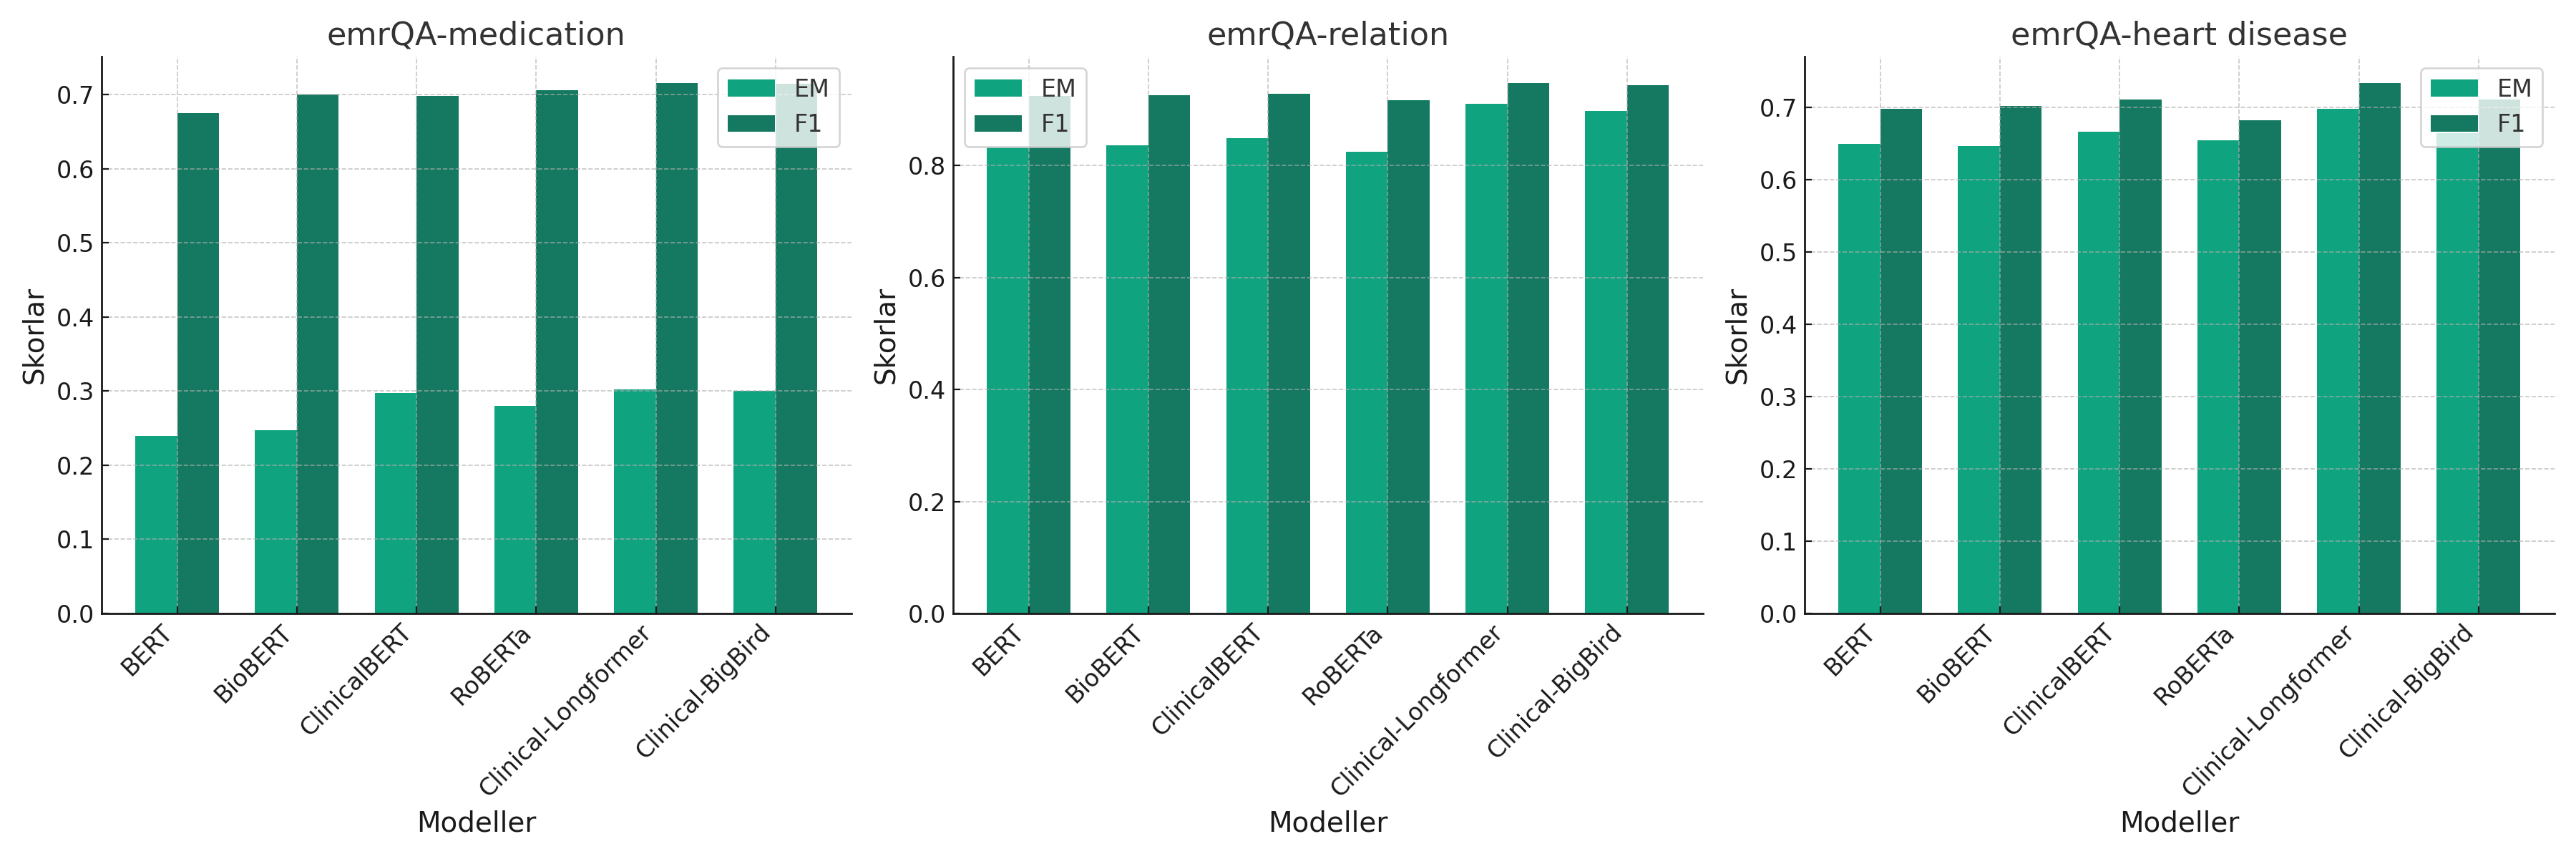 emrQA-medication
EM
F1
Skorlar
0.7
0.6
0.5
0.4
0.3
0.2
0.1
0.0
BERT
BioBERT
ClinicalBERT
RoBERTa
Clinical-Longformer
Clinical-BigBird
Modeller
emrQA-relation
EM
F1
Skorlar
0.8
0.6
0.4
0.2
0.0
BERT
BioBERT
ClinicalBERT
RoBERTa
Clinical-Longformer
Clinical-BigBird
Modeller
emrQA-heart disease
EM
F1
Skorlar
0.7
0.6
0.5
0.4
0.3
0.2
0.1
0.0
BERT
BioBERT
ClinicalBERT
RoBERTa
Clinical-Longformer
Clinical-BigBird
Modeller